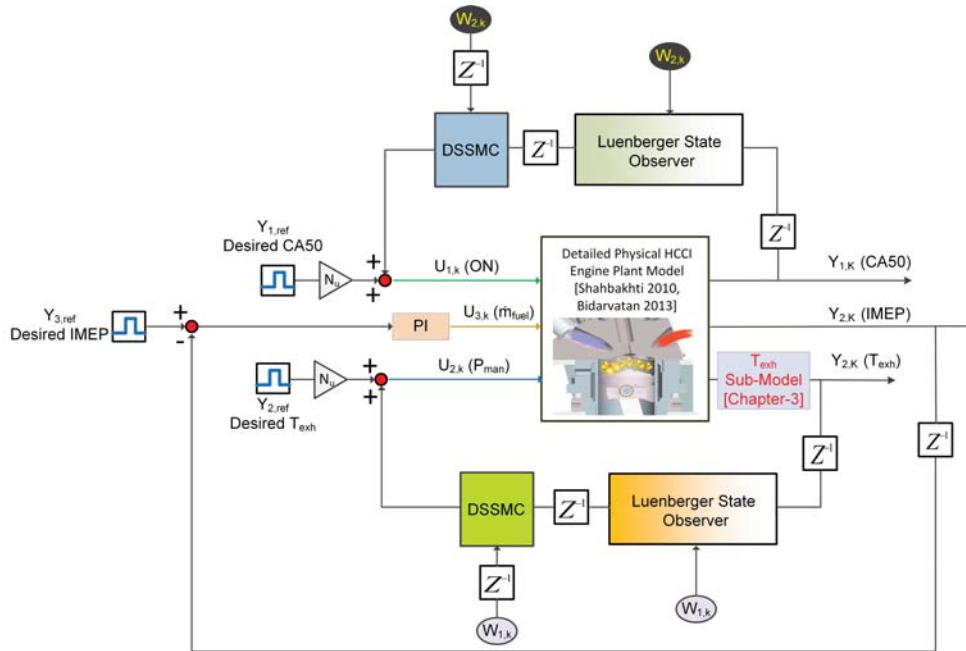 W2,k
W2,k
Z-1
DSSMC
Z-1
Luenberger State
Observer
Z-1
Y1,ref
Desired CA50
Nu
+
+
U1,k (ON)
Detailed Physical HCCI
Engine Plant Model
[Shahbakhti 2010,
Bidarvatan 2013]
Y1,K (CA50)
Y3,ref
Desired IMEP
+
-
PI
U3,k (ṁfuel)
Y2,K (IMEP)
Nu
+
+
U2,k (Pman)
Texh
Sub-Model
[Chapter-3]
Y2,K (Texh)
Y2,ref
Desired Texh
Z-1
Z-1
DSSMC
Z-1
Luenberger State
Observer
Z-1
W1,k
W1,k